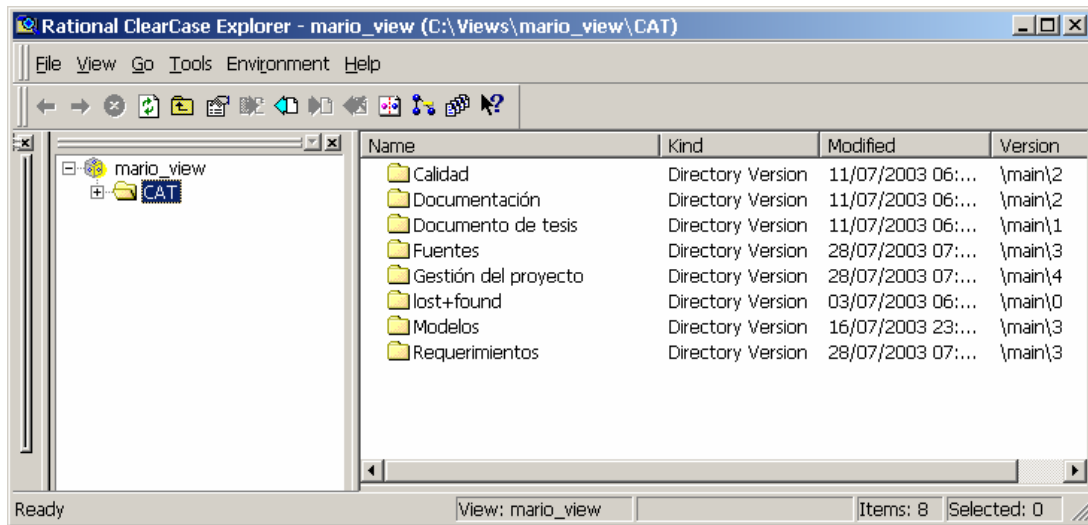 Rational ClearCase Explorer - mario_view (C:\Views\mario_view\CAT)
File View Go Tools Environment Help
mario_view
CAT
Name Kind Modified Version
Calidad Directory Version 11/07/2003 06:... \main\2
Documentación Directory Version 11/07/2003 06:... \main\2
Documento de tesis Directory Version 11/07/2003 06:... \main\1
Fuentes Directory Version 28/07/2003 07:... \main\3
Gestión del proyecto Directory Version 28/07/2003 07:... \main\4
lost+found Directory Version 03/07/2003 06:... \main\0
Modelos Directory Version 16/07/2003 23:... \main\3
Requerimientos Directory Version 28/07/2003 07:... \main\3
Ready View: mario_view Items: 8 Selected: 0